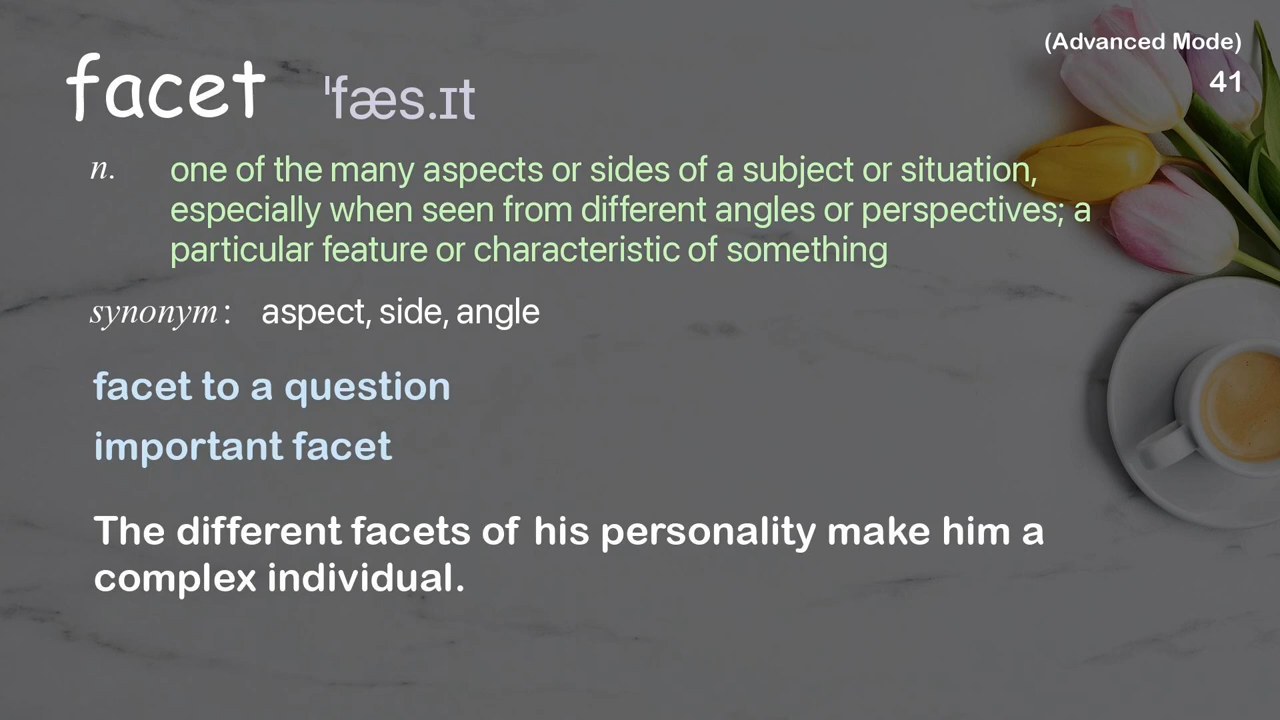 (Advanced Mode)
41
facet ˈfæs.ɪt
n. one of the many aspects or sides of a subject or situation,
especially when seen from different angles or perspectives; a
particular feature or characteristic of something
synonym: aspect, side, angle
facet to a question
important facet
The different facets of his personality make him a
complex individual.